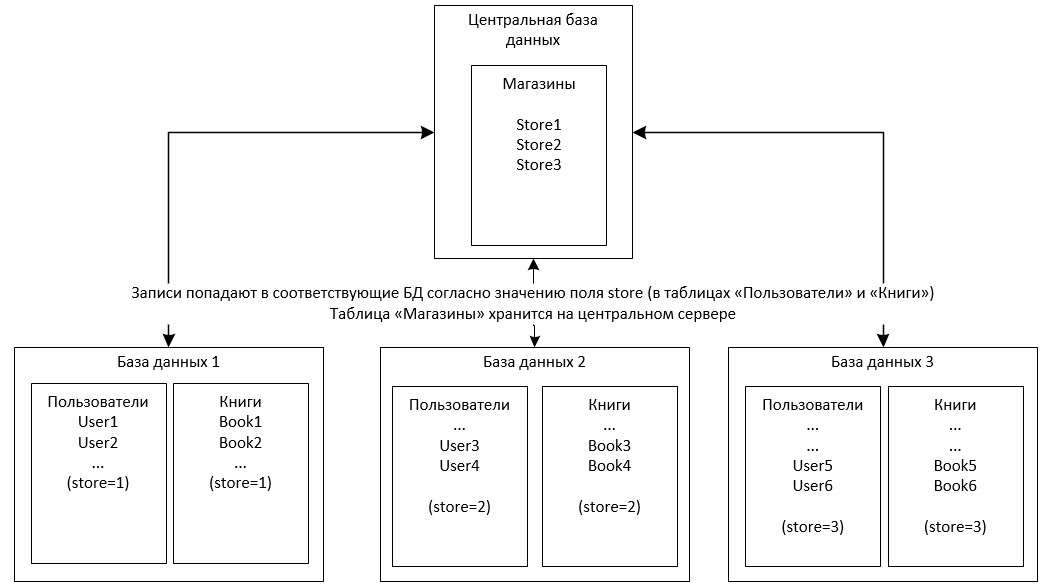 Центральная база
данных
Магазины
Store1
Store2
Store3
Записи попадают в соответствующие БД согласно значению поля store (в таблицах «Пользователи» и «Книги»)
Таблица «Магазины» хранится на центральном сервере
База данных 1
Пользователи
User1
User2
...
(store=1)
Книги
Book1
Book2
...
(store=1)
База данных 2
Пользователи
...
User3
User4
(store=2)
Книги
...
Book3
Book4
(store=2)
База данных 3
Пользователи
...
...
User5
User6
(store=3)
Книги
...
...
Book5
Book6
(store=3)